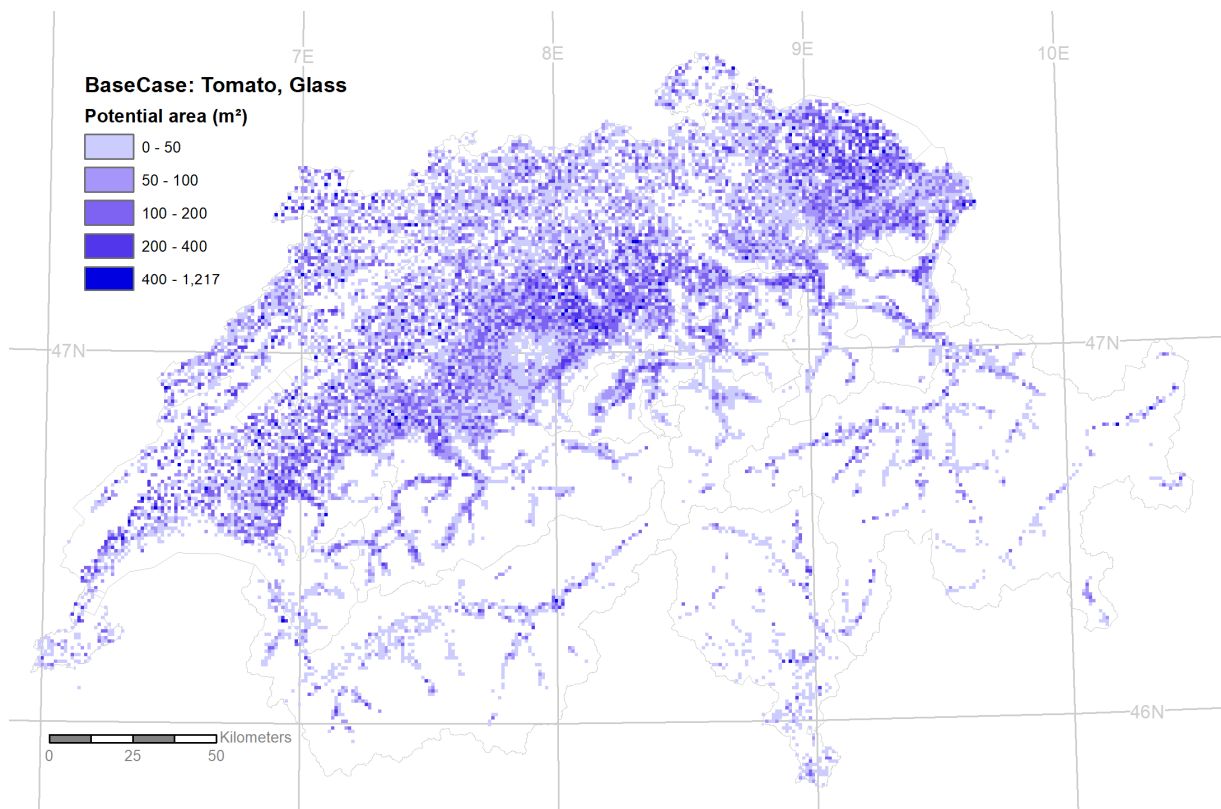 7E 8E 9E 10E
BaseCase: Tomato, Glass
Potential area (m²)
0 - 50
50 - 100
100 - 200
200 - 400
400 - 1,217
47N 47N
46N
Kilometers
0 25 50